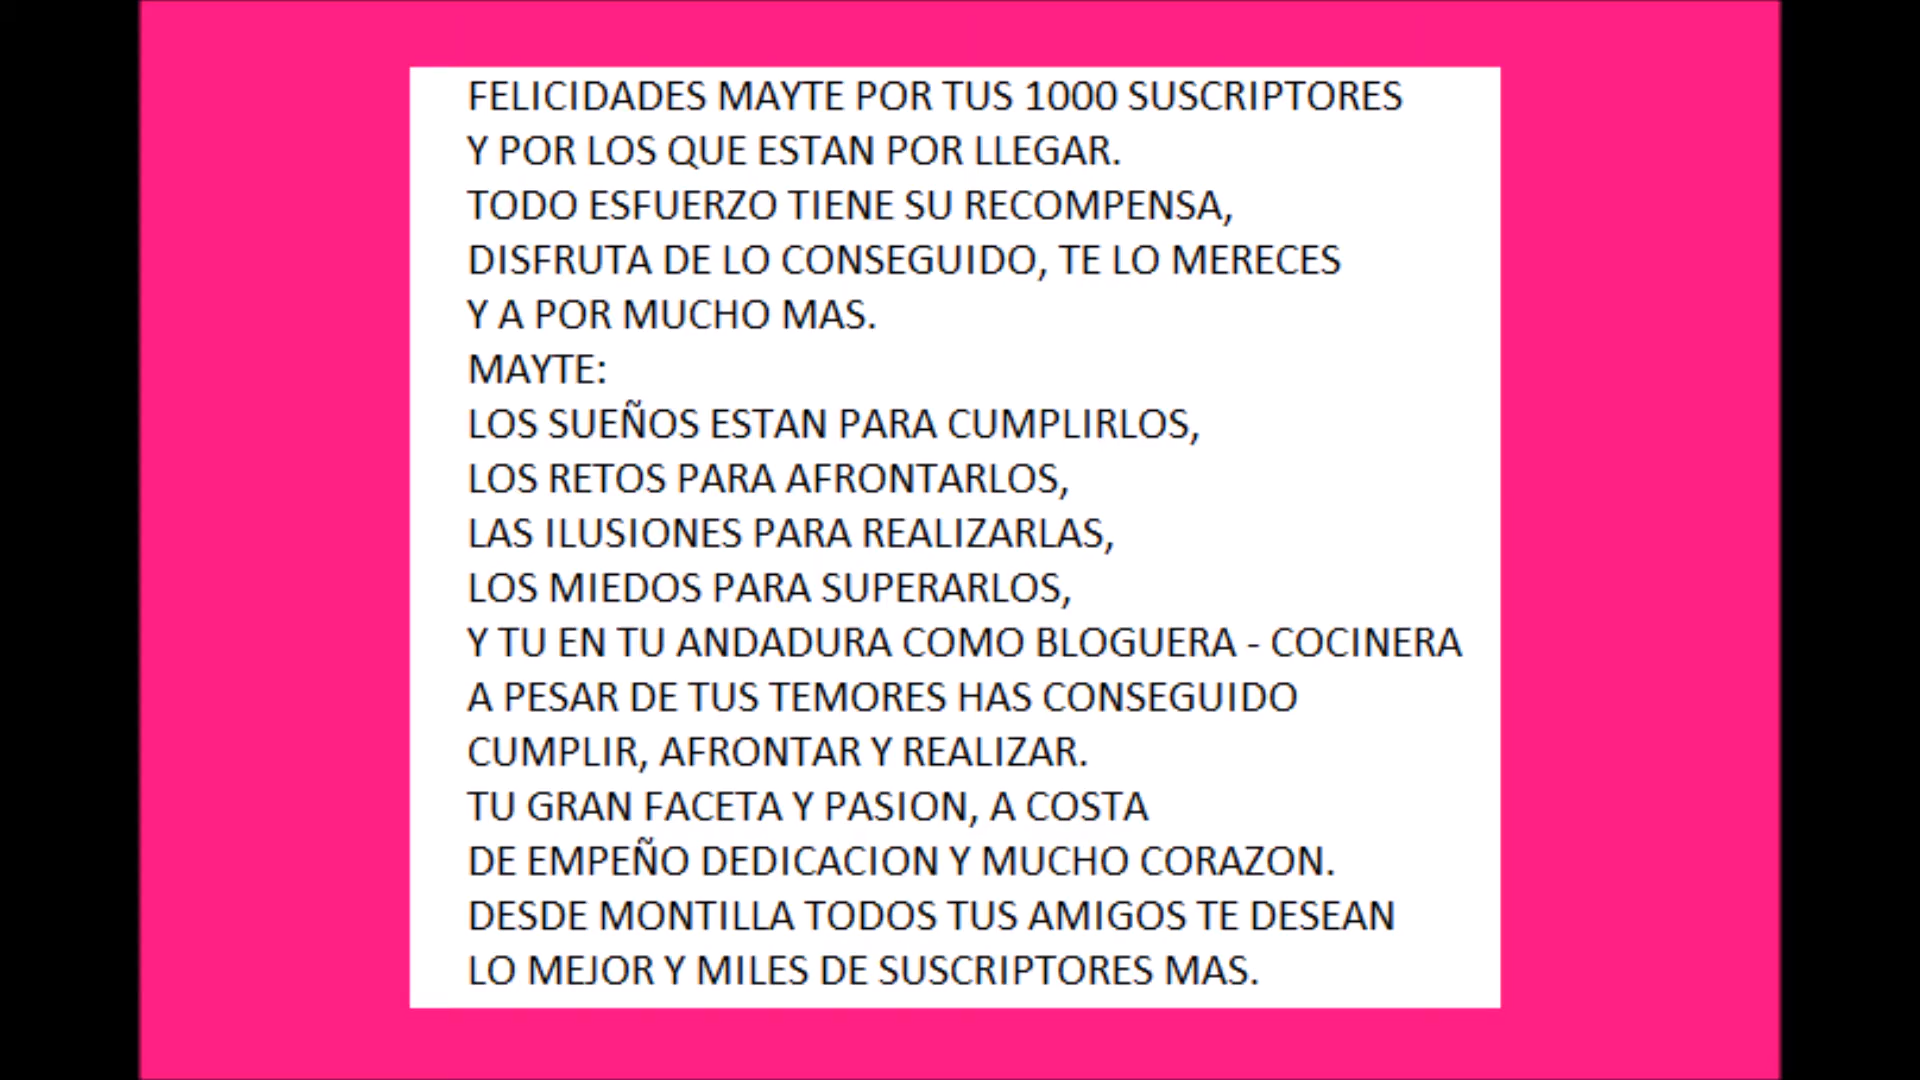 FELICIDADES MAYTE POR TUS 1000 SUSCRIPTORES
Y POR LOS QUE ESTAN POR LLEGAR.
TODO ESFUERZO TIENE SU RECOMPENSA,
DISFRUTA DE LO CONSEGUIDO, TE LO MERECES
Y A POR MUCHO MAS.
MAYTE:
LOS SUEÑOS ESTAN PARA CUMPLIRLOS,
LOS RETOS PARA AFRONTARLOS,
LAS ILUSIONES PARA REALIZARLAS,
LOS MIEDOS PARA SUPERARLOS,
Y TU EN TU ANDADURA COMO BLOGUERA - COCINERA
A PESAR DE TUS TEMORES HAS CONSEGUIDO
CUMPLIR, AFRONTAR Y REALIZAR.
TU GRAN FACETA Y PASION, A COSTA
DE EMPEÑO DEDICACION Y MUCHO CORAZON.
DESDE MONTILLA TODOS TUS AMIGOS TE DESEAN
LO MEJOR Y MILES DE SUSCRIPTORES MAS.